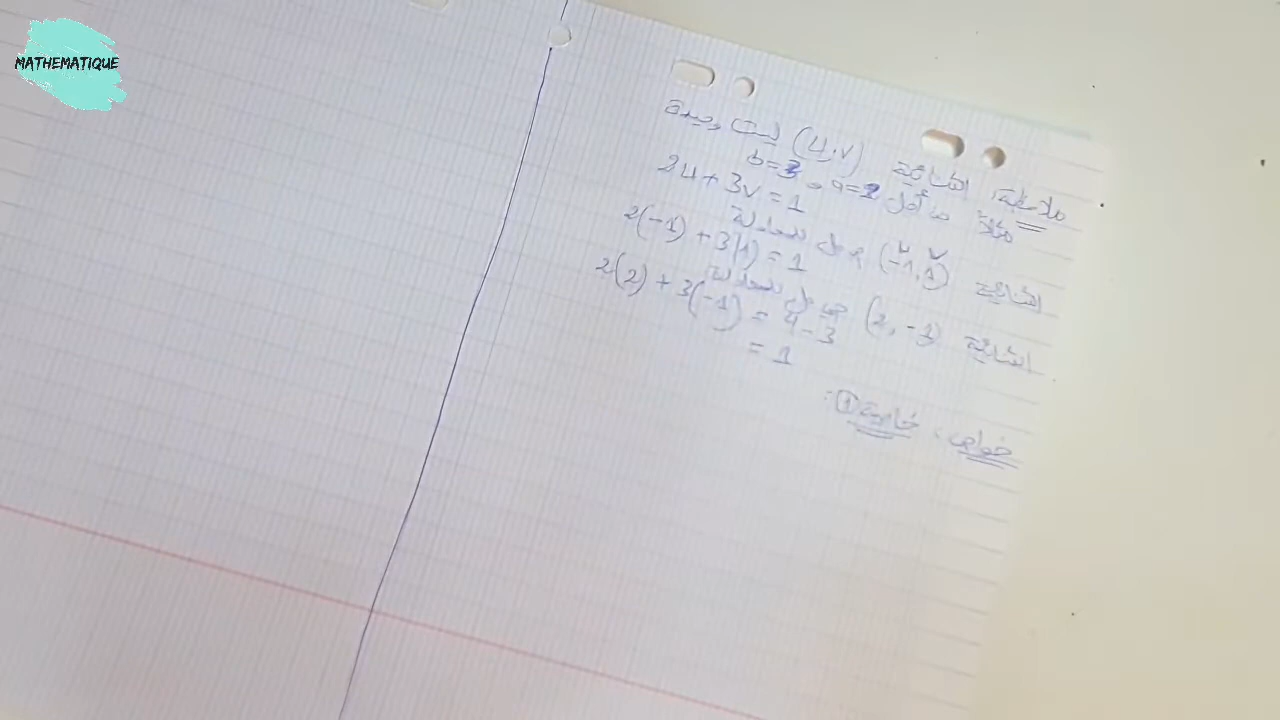 MATHEMATIQUE
ملاحظة: الثنائية (u,v) ليست وحيدة
مثلا من أجل a=2 و b=3
2u + 3v = 1
الثنائية (-1,1) هي حل للمعادلة
u v
2(-1) + 3(1) = 1
الثنائية (2,-1) هي حل للمعادلة
2(2) + 3(-1) = 4-3
= 1
خواص: خاصية ①: